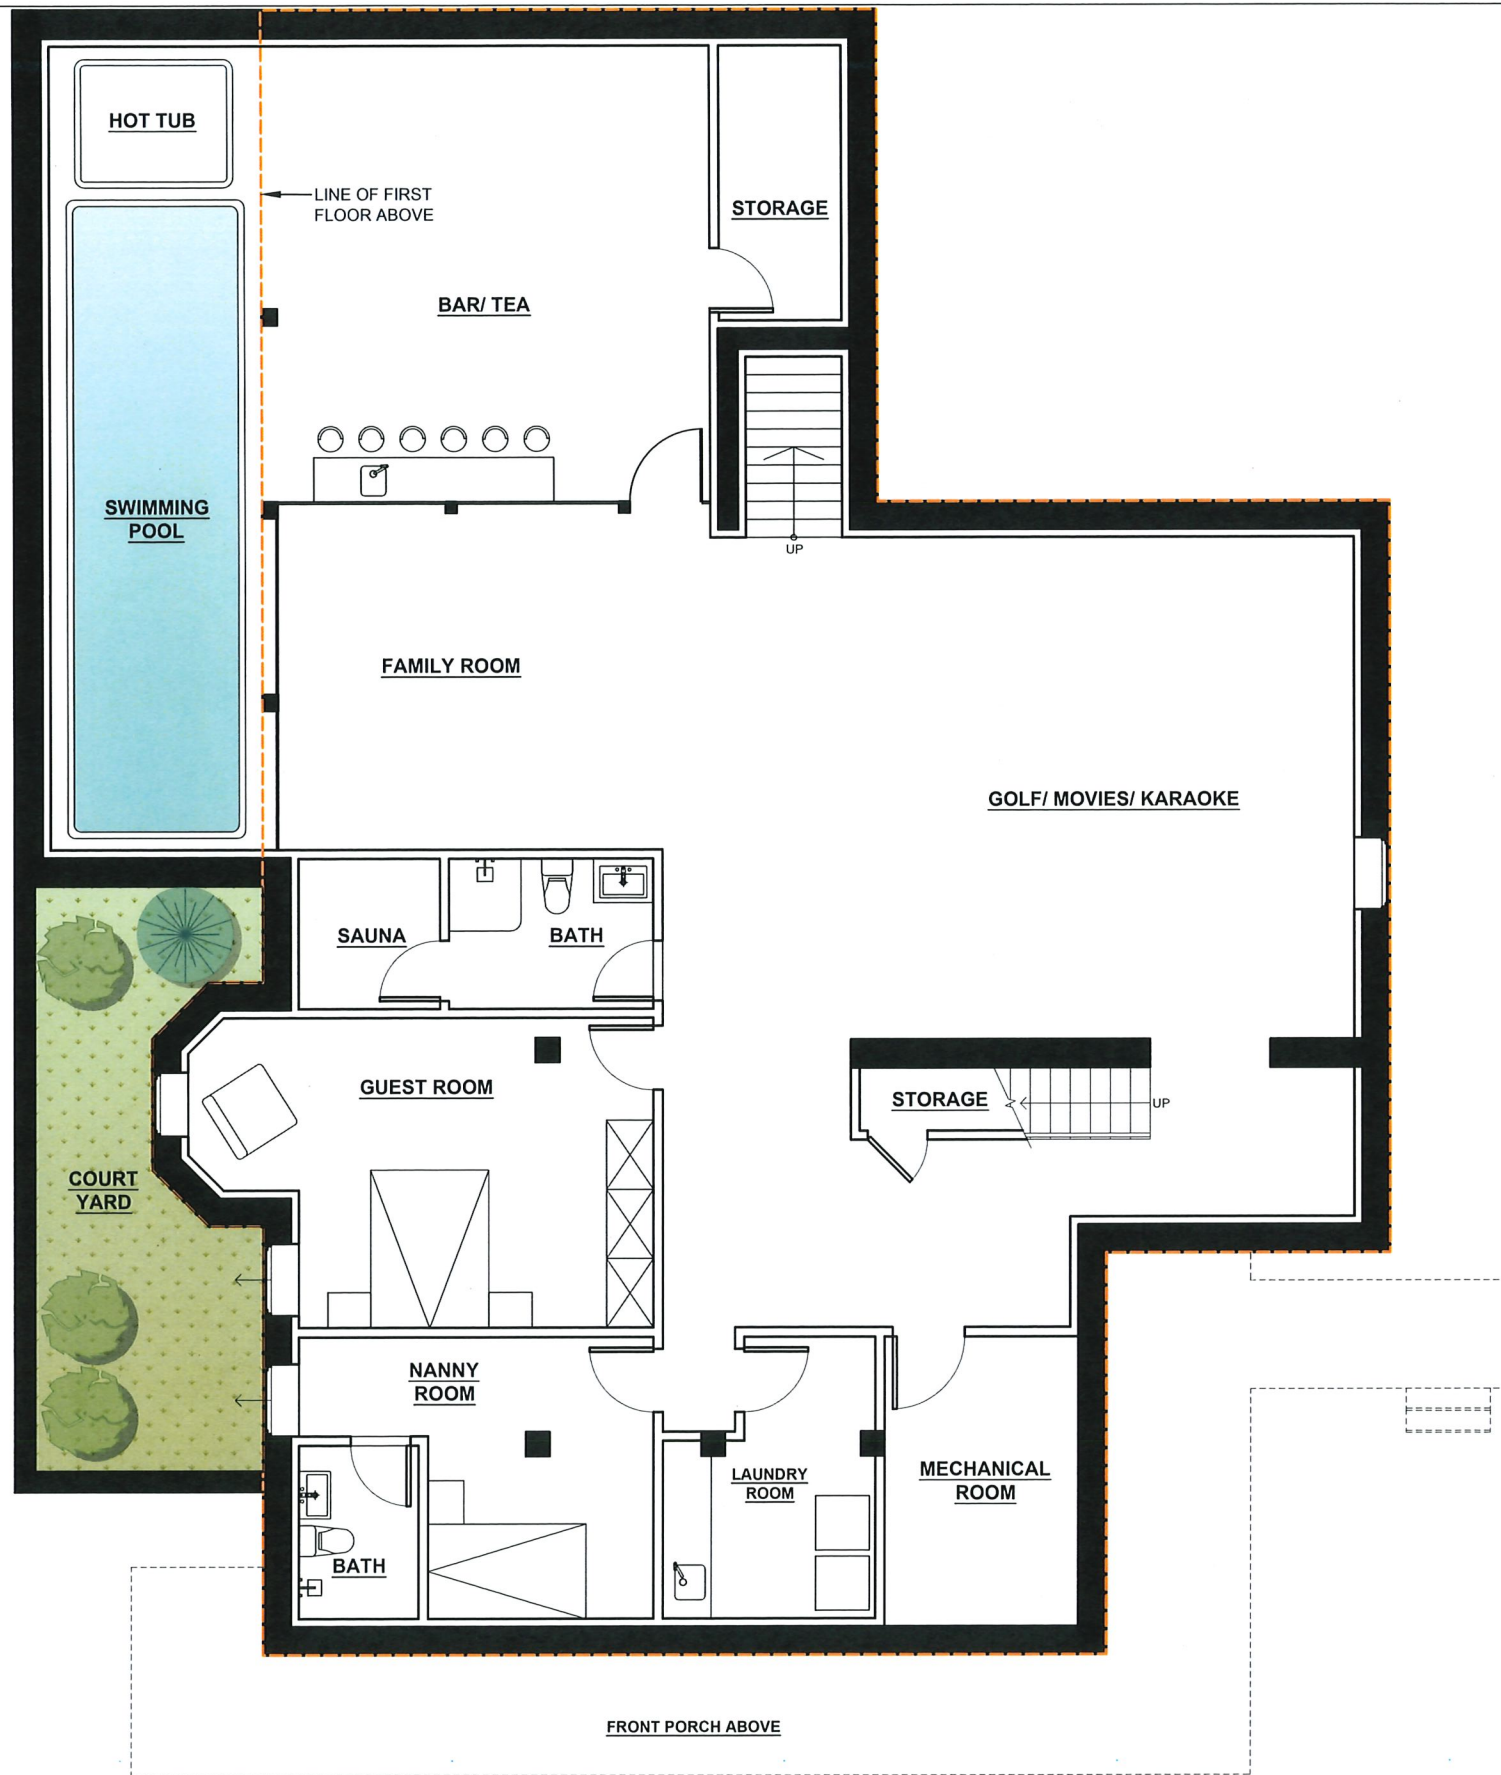 HOT TUB
LINE OF FIRST
FLOOR ABOVE
STORAGE
BAR/ TEA
SWIMMING
POOL
UP
FAMILY ROOM
GOLF/ MOVIES/ KARAOKE
SAUNA
BATH
GUEST ROOM
STORAGE
UP
COURT
YARD
NANNY
ROOM
LAUNDRY
ROOM
MECHANICAL
ROOM
BATH
FRONT PORCH ABOVE